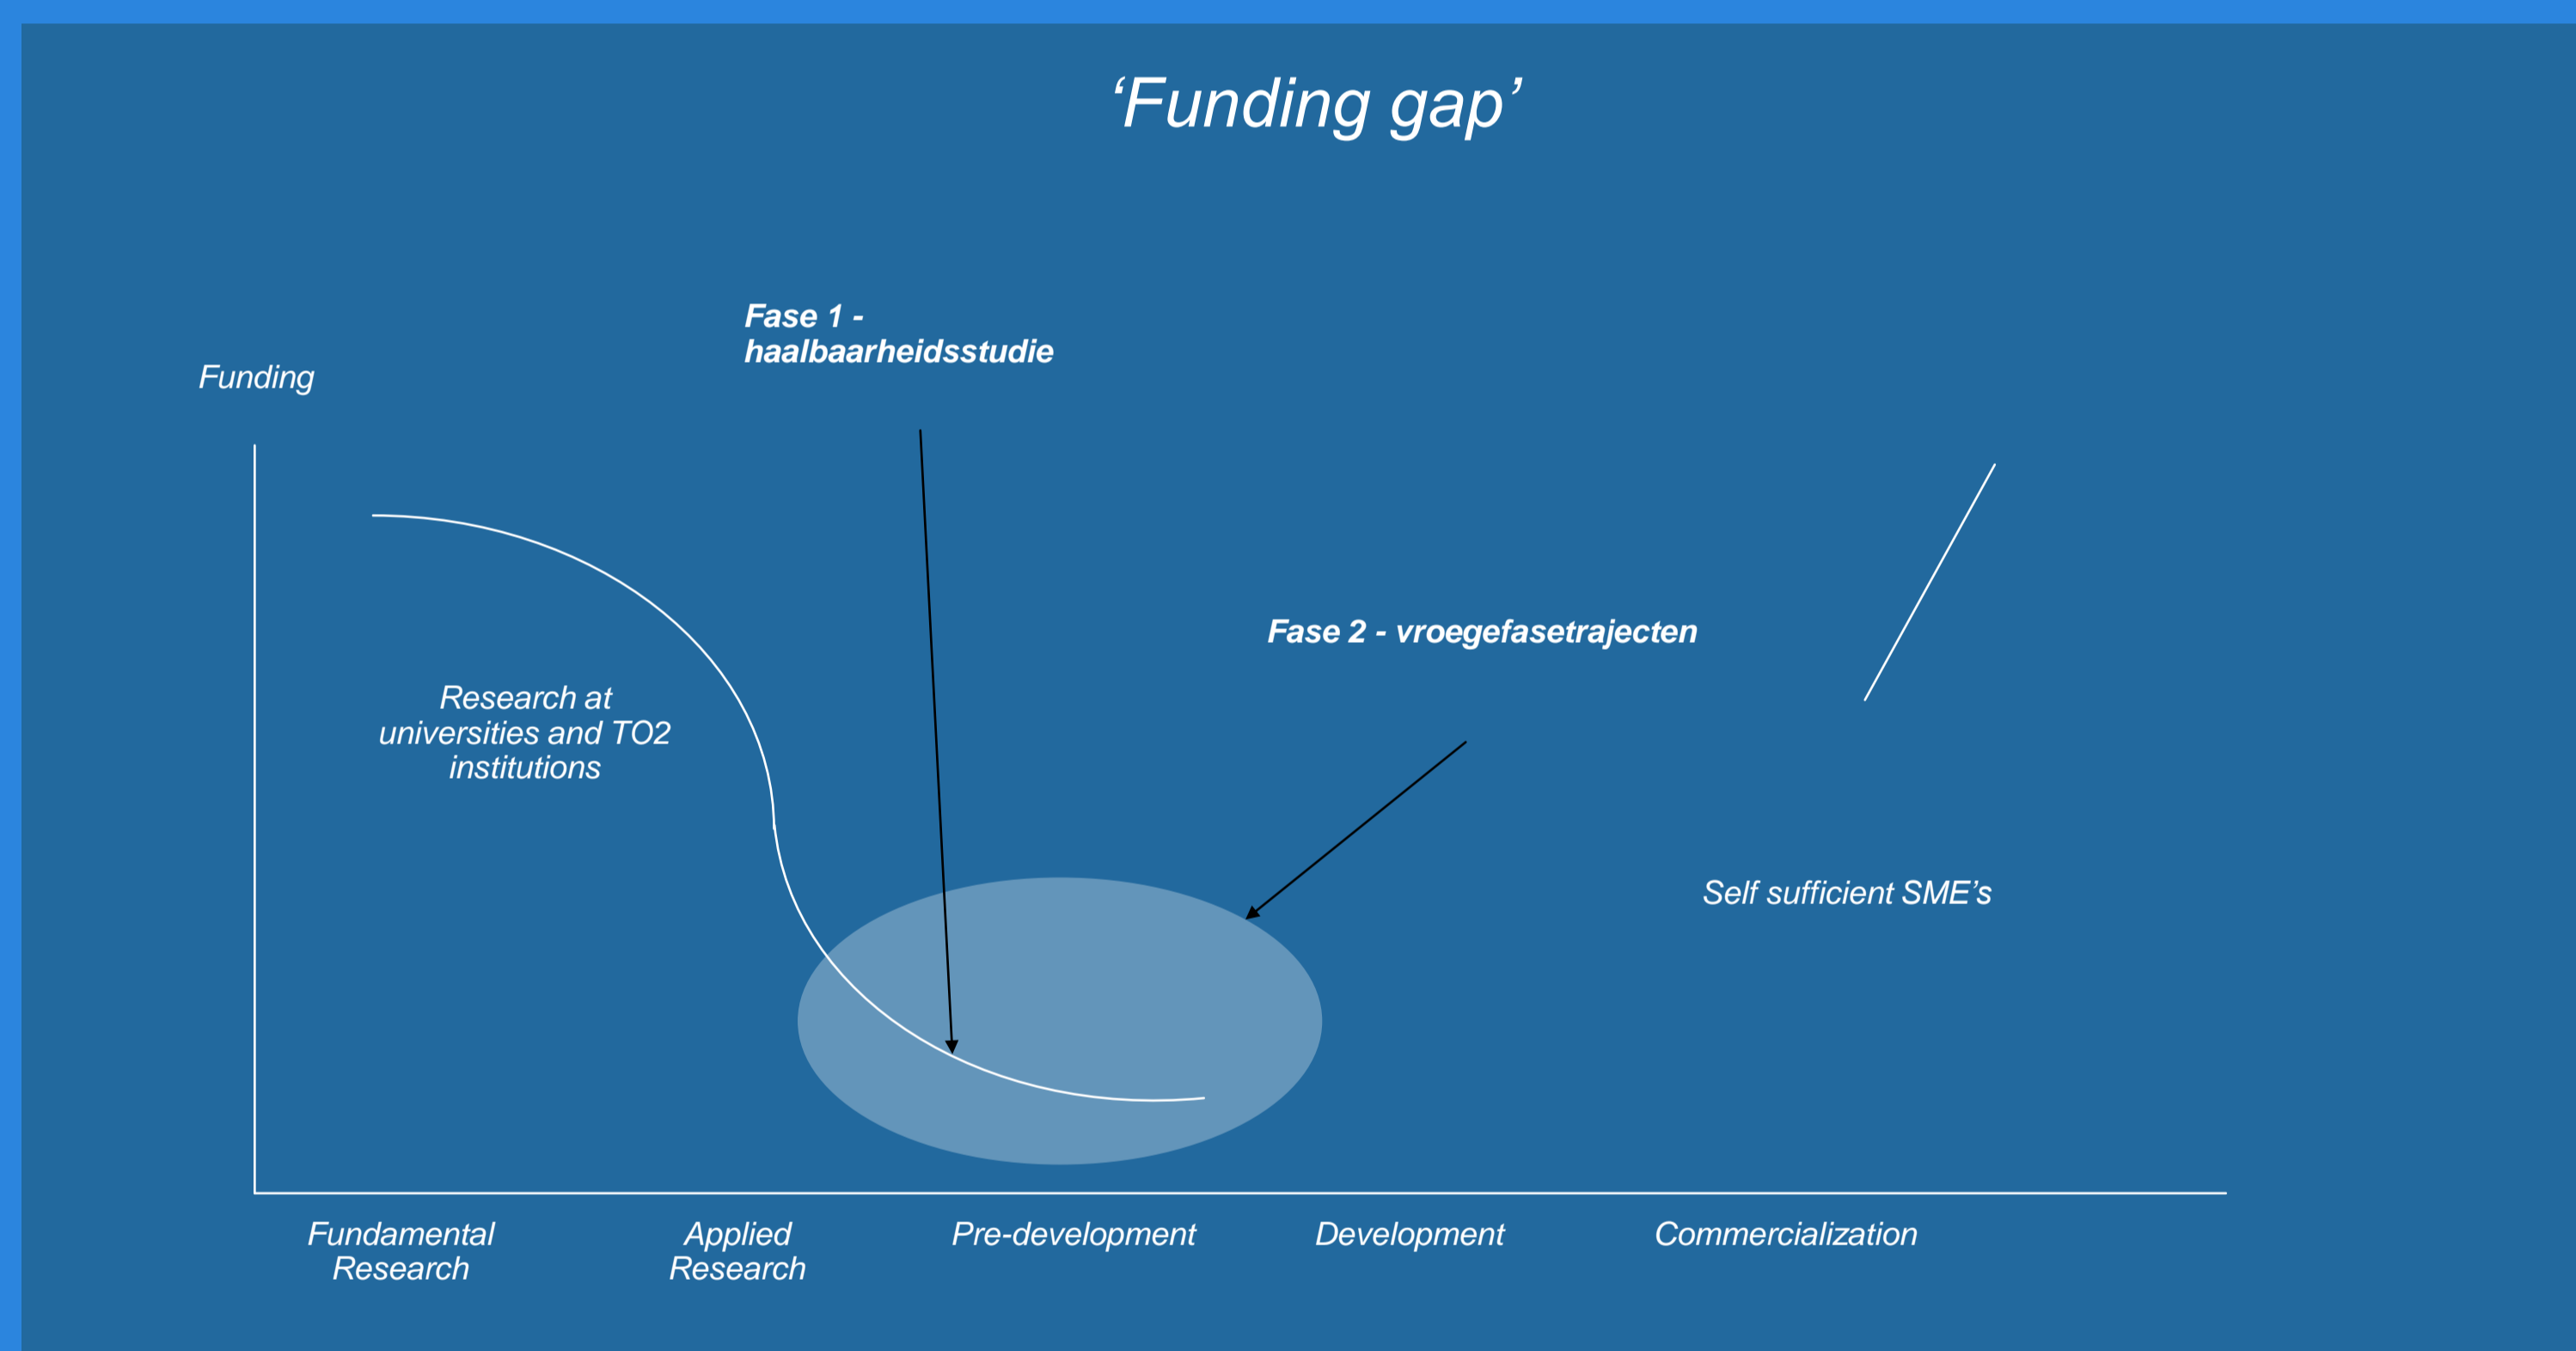 ‘Funding gap’
Fase 1 -
haalbaarheidsstudie
Funding
Fase 2 - vroegefasetrajecten
Research at
universities and TO2
institutions
Self sufficient SME’s
Fundamental
Research
Applied
Research
Pre-development
Development
Commercialization